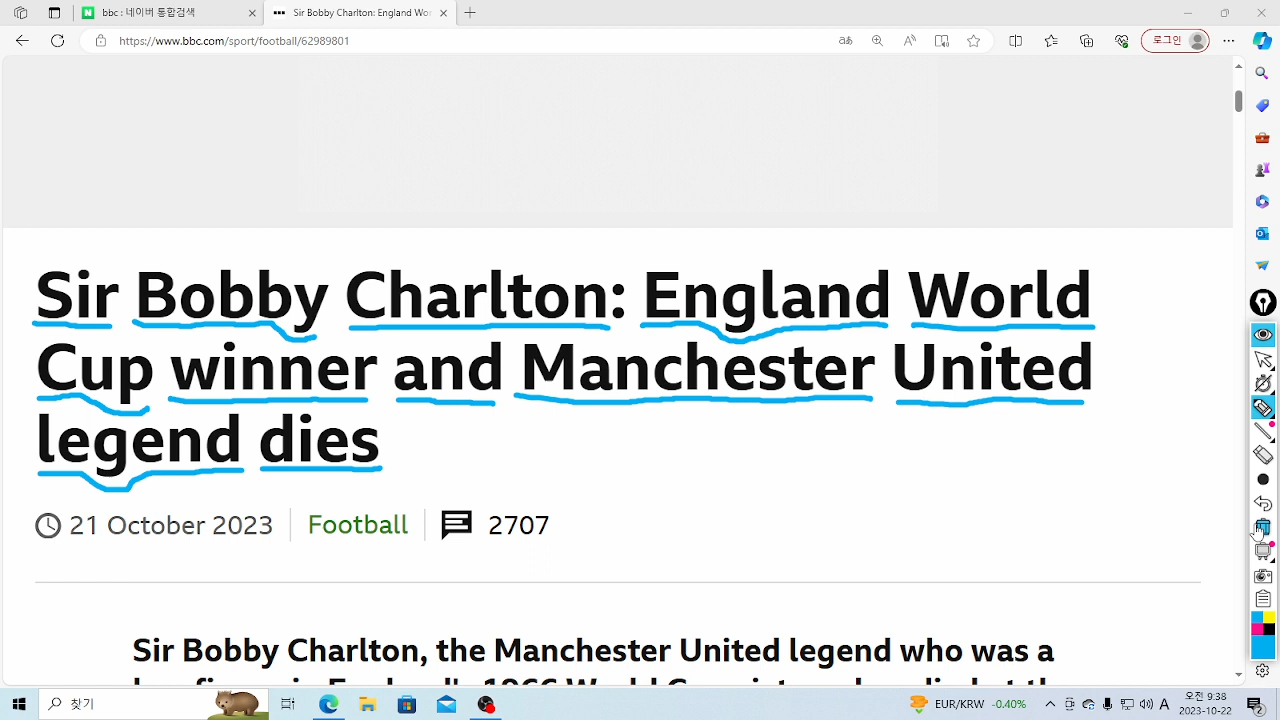 bbc : 네이버 통합검색
Sir Bobby Charlton: England Wor
https://www.bbc.com/sport/football/62989801
로그인
Sir Bobby Charlton: England World
Cup winner and Manchester United
legend dies
21 October 2023 Football 2707
Sir Bobby Charlton, the Manchester United legend who was a
찾기
EUR/KRW -0.40%
A
오전 9:38
2023-10-22
2